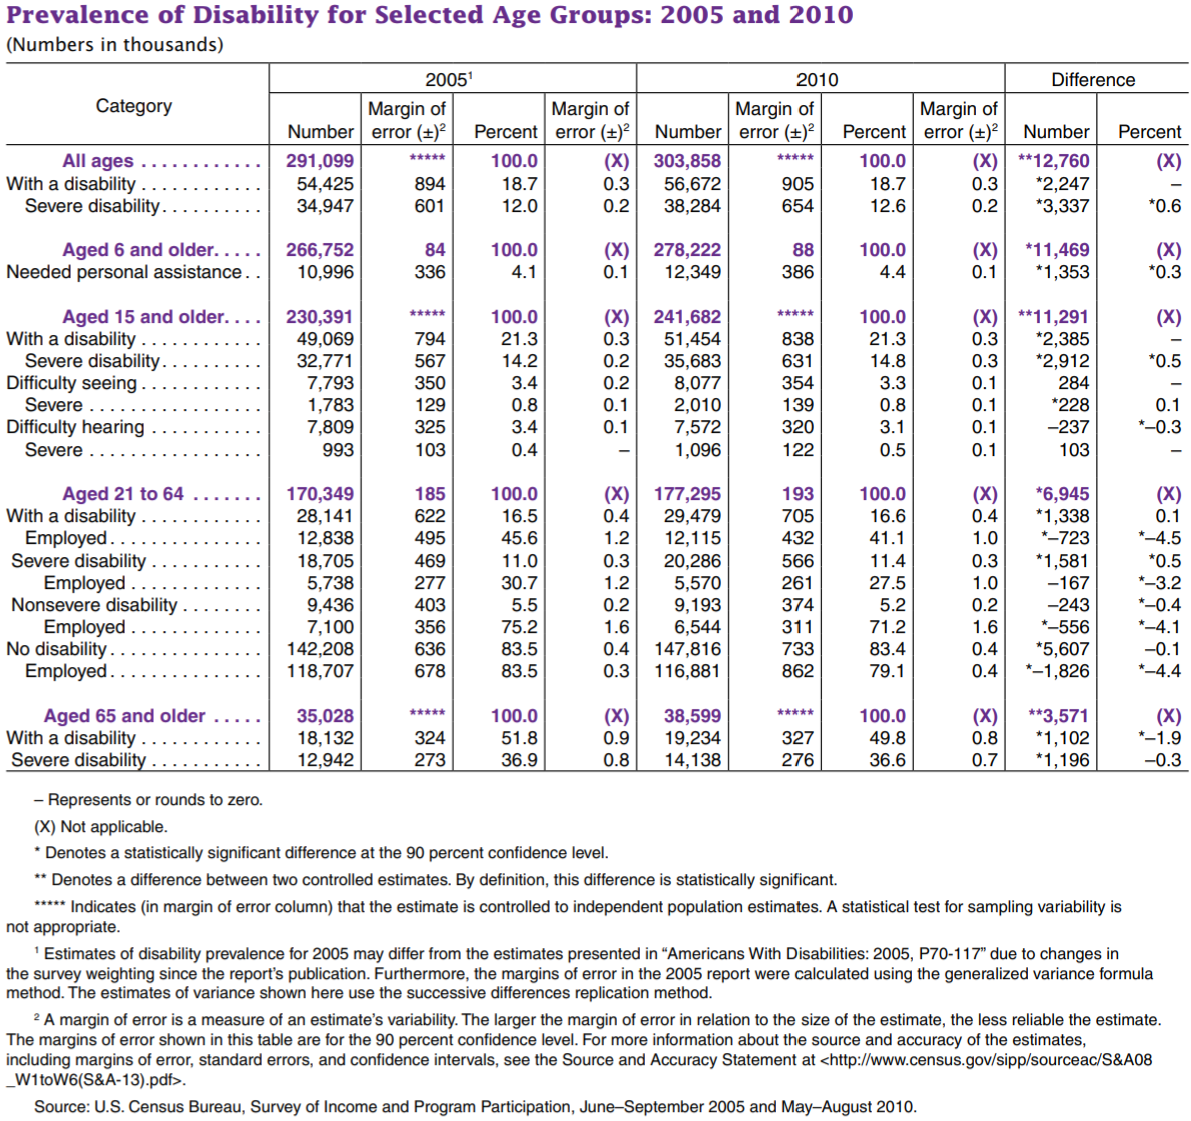 Prevalence of Disability for Selected Age Groups: 2005 and 2010
(Numbers in thousands)
Category 2005¹ 2010 Difference
Number Margin of error (±)² Percent Margin of error (±)² Number Margin of error (±)² Percent Margin of error (±)² Number Percent
All ages . . . . . . . . . . . . 291,099 ***** 100.0 (X) 303,858 ***** 100.0 (X) **12,760 (X)
With a disability . . . . . . . . . . . . 54,425 894 18.7 0.3 56,672 905 18.7 0.3 *2,247 –
Severe disability. . . . . . . . . . 34,947 601 12.0 0.2 38,284 654 12.6 0.2 *3,337 *0.6
Aged 6 and older. . . . . 266,752 84 100.0 (X) 278,222 88 100.0 (X) *11,469 (X)
Needed personal assistance . . 10,996 336 4.1 0.1 12,349 386 4.4 0.1 *1,353 *0.3
Aged 15 and older. . . . 230,391 ***** 100.0 (X) 241,682 ***** 100.0 (X) **11,291 (X)
With a disability . . . . . . . . . . . . 49,069 794 21.3 0.3 51,454 838 21.3 0.3 *2,385 –
Severe disability. . . . . . . . . . 32,771 567 14.2 0.2 35,683 631 14.8 0.3 *2,912 *0.5
Difficulty seeing . . . . . . . . . . . . 7,793 350 3.4 0.2 8,077 354 3.3 0.1 284 –
Severe . . . . . . . . . . . . . . . . . 1,783 129 0.8 0.1 2,010 139 0.8 0.1 *228 0.1
Difficulty hearing . . . . . . . . . . . 7,809 325 3.4 0.1 7,572 320 3.1 0.1 –237 *–0.3
Severe . . . . . . . . . . . . . . . . . 993 103 0.4 – 1,096 122 0.5 0.1 103 –
Aged 21 to 64 . . . . . . . 170,349 185 100.0 (X) 177,295 193 100.0 (X) *6,945 (X)
With a disability . . . . . . . . . . . . 28,141 622 16.5 0.4 29,479 705 16.6 0.4 *1,338 0.1
Employed. . . . . . . . . . . . . . . 12,838 495 45.6 1.2 12,115 432 41.1 1.0 *–723 *–4.5
Severe disability . . . . . . . . . . . 18,705 469 11.0 0.3 20,286 566 11.4 0.3 *1,581 *0.5
Employed . . . . . . . . . . . . . 5,738 277 30.7 1.2 5,570 261 27.5 1.0 –167 *–3.2
Nonsevere disability . . . . . . . . 9,436 403 5.5 0.2 9,193 374 5.2 0.2 –243 *–0.4
Employed . . . . . . . . . . . . . 7,100 356 75.2 1.6 6,544 311 71.2 1.6 *–556 *–4.1
No disability. . . . . . . . . . . . . . . 142,208 636 83.5 0.4 147,816 733 83.4 0.4 *5,607 –0.1
Employed. . . . . . . . . . . . . . . 118,707 678 83.5 0.3 116,881 862 79.1 0.4 *–1,826 *–4.4
Aged 65 and older . . . . . 35,028 ***** 100.0 (X) 38,599 ***** 100.0 (X) **3,571 (X)
With a disability . . . . . . . . . . . . 18,132 324 51.8 0.9 19,234 327 49.8 0.8 *1,102 *–1.9
Severe disability . . . . . . . . . . . 12,942 273 36.9 0.8 14,138 276 36.6 0.7 *1,196 –0.3
– Represents or rounds to zero.
(X) Not applicable.
* Denotes a statistically significant difference at the 90 percent confidence level.
** Denotes a difference between two controlled estimates. By definition, this difference is statistically significant.
***** Indicates (in margin of error column) that the estimate is controlled to independent population estimates. A statistical test for sampling variability is
not appropriate.
¹ Estimates of disability prevalence for 2005 may differ from the estimates presented in “Americans With Disabilities: 2005, P70-117” due to changes in
the survey weighting since the report’s publication. Furthermore, the margins of error in the 2005 report were calculated using the generalized variance formula
method. The estimates of variance shown here use the successive differences replication method.
² A margin of error is a measure of an estimate’s variability. The larger the margin of error in relation to the size of the estimate, the less reliable the estimate.
The margins of error shown in this table are for the 90 percent confidence level. For more information about the source and accuracy of the estimates,
including margins of error, standard errors, and confidence intervals, see the Source and Accuracy Statement at <http://www.census.gov/sipp/sourceac/S&A08
_W1toW6(S&A-13).pdf>.
Source: U.S. Census Bureau, Survey of Income and Program Participation, June–September 2005 and May–August 2010.